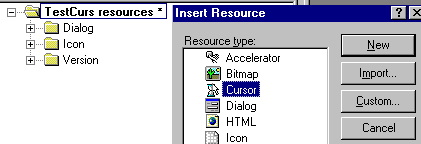 TestCurs resources *
Dialog
Icon
Version
Insert Resource
Resource type:
Accelerator
Bitmap
Cursor
Dialog
HTML
Icon
New
Import...
Custom...
Cancel